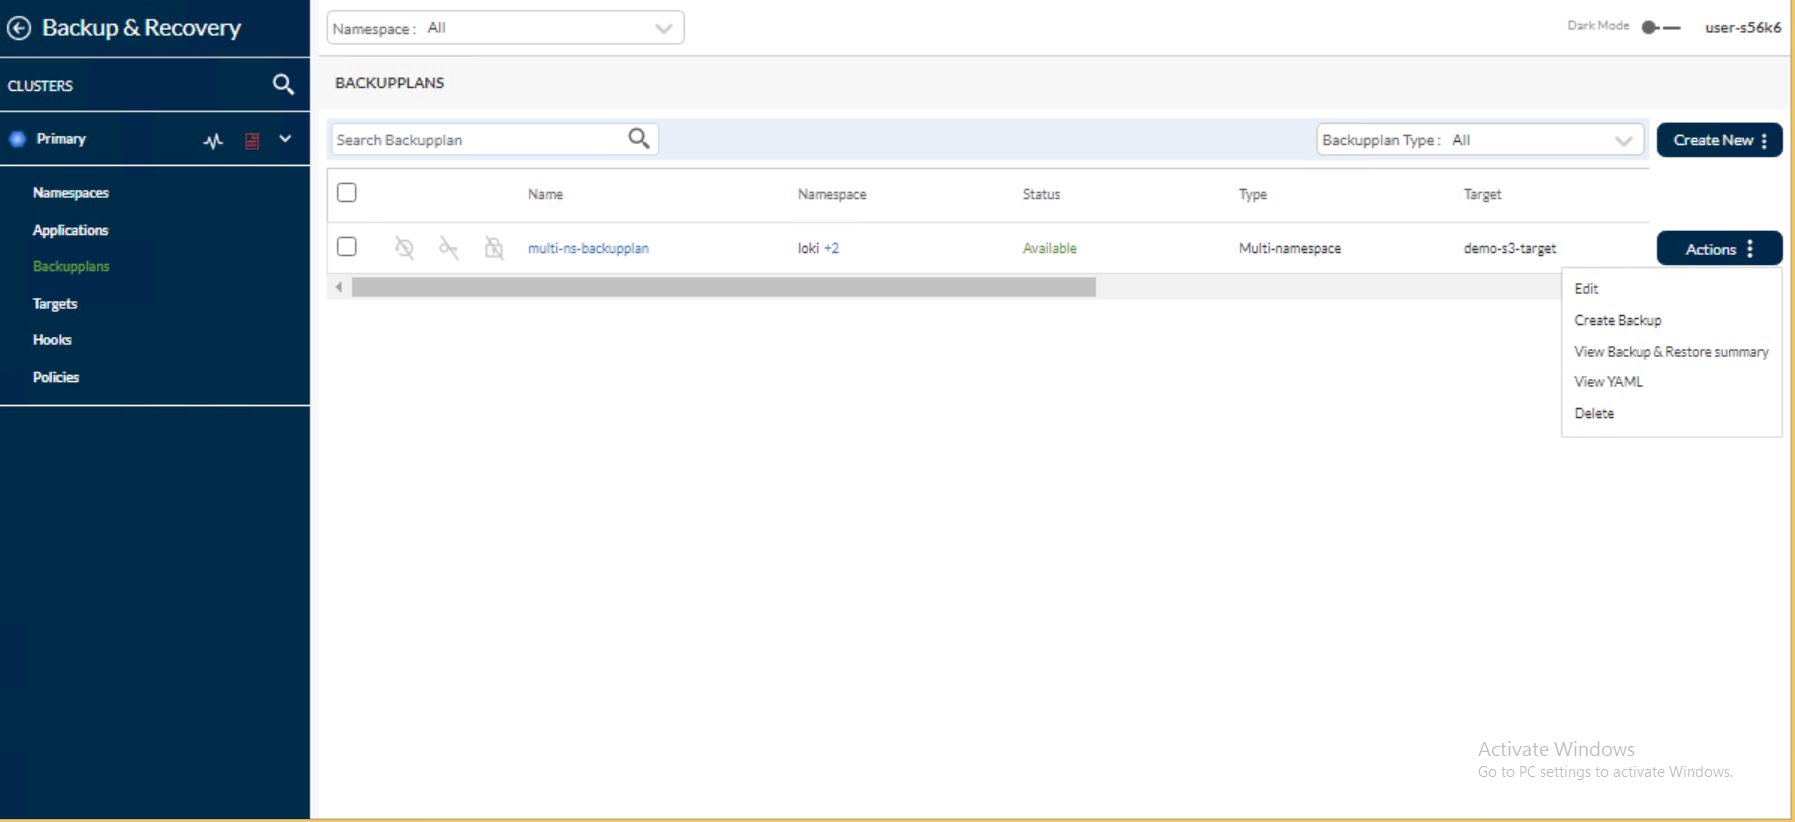 Backup & Recovery
Namespace : All
Dark Mode
user-s56k6
CLUSTERS
BACKUPPLANS
Primary
Search Backupplan
Backupplan Type : All
Create New
Namespaces
Applications
Backupplans
Targets
Hooks
Policies
Name Namespace Status Type Target
multi-ns-backupplan loki +2 Available Multi-namespace demo-s3-target
Actions
Edit
Create Backup
View Backup & Restore summary
View YAML
Delete
Activate Windows
Go to PC settings to activate Windows.